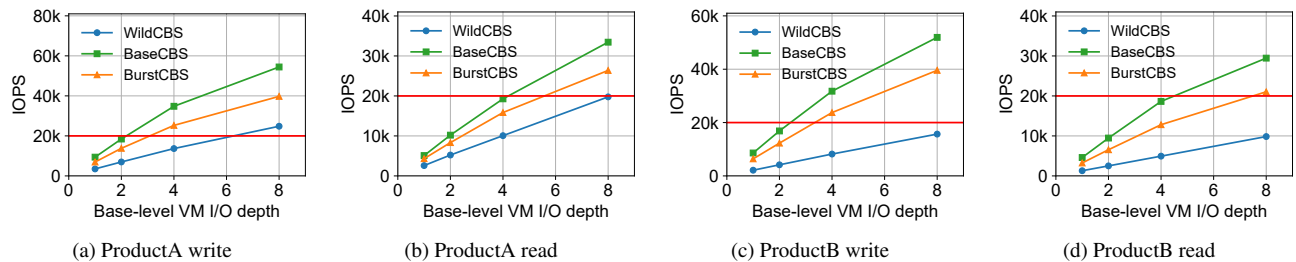 80k
60k
40k
20k
0
IOPS
WildCBS
BaseCBS
BurstCBS
0 2 4 6 8
Base-level VM I/O depth
(a) ProductA write
40k
30k
20k
10k
0
WildCBS
BaseCBS
BurstCBS
0 2 4 6 8
Base-level VM I/O depth
(b) ProductA read
60k
40k
20k
0
IOPS
WildCBS
BaseCBS
BurstCBS
0 2 4 6 8
Base-level VM I/O depth
(c) ProductB write
40k
30k
20k
10k
0
WildCBS
BaseCBS
BurstCBS
0 2 4 6 8
Base-level VM I/O depth
(d) ProductB read